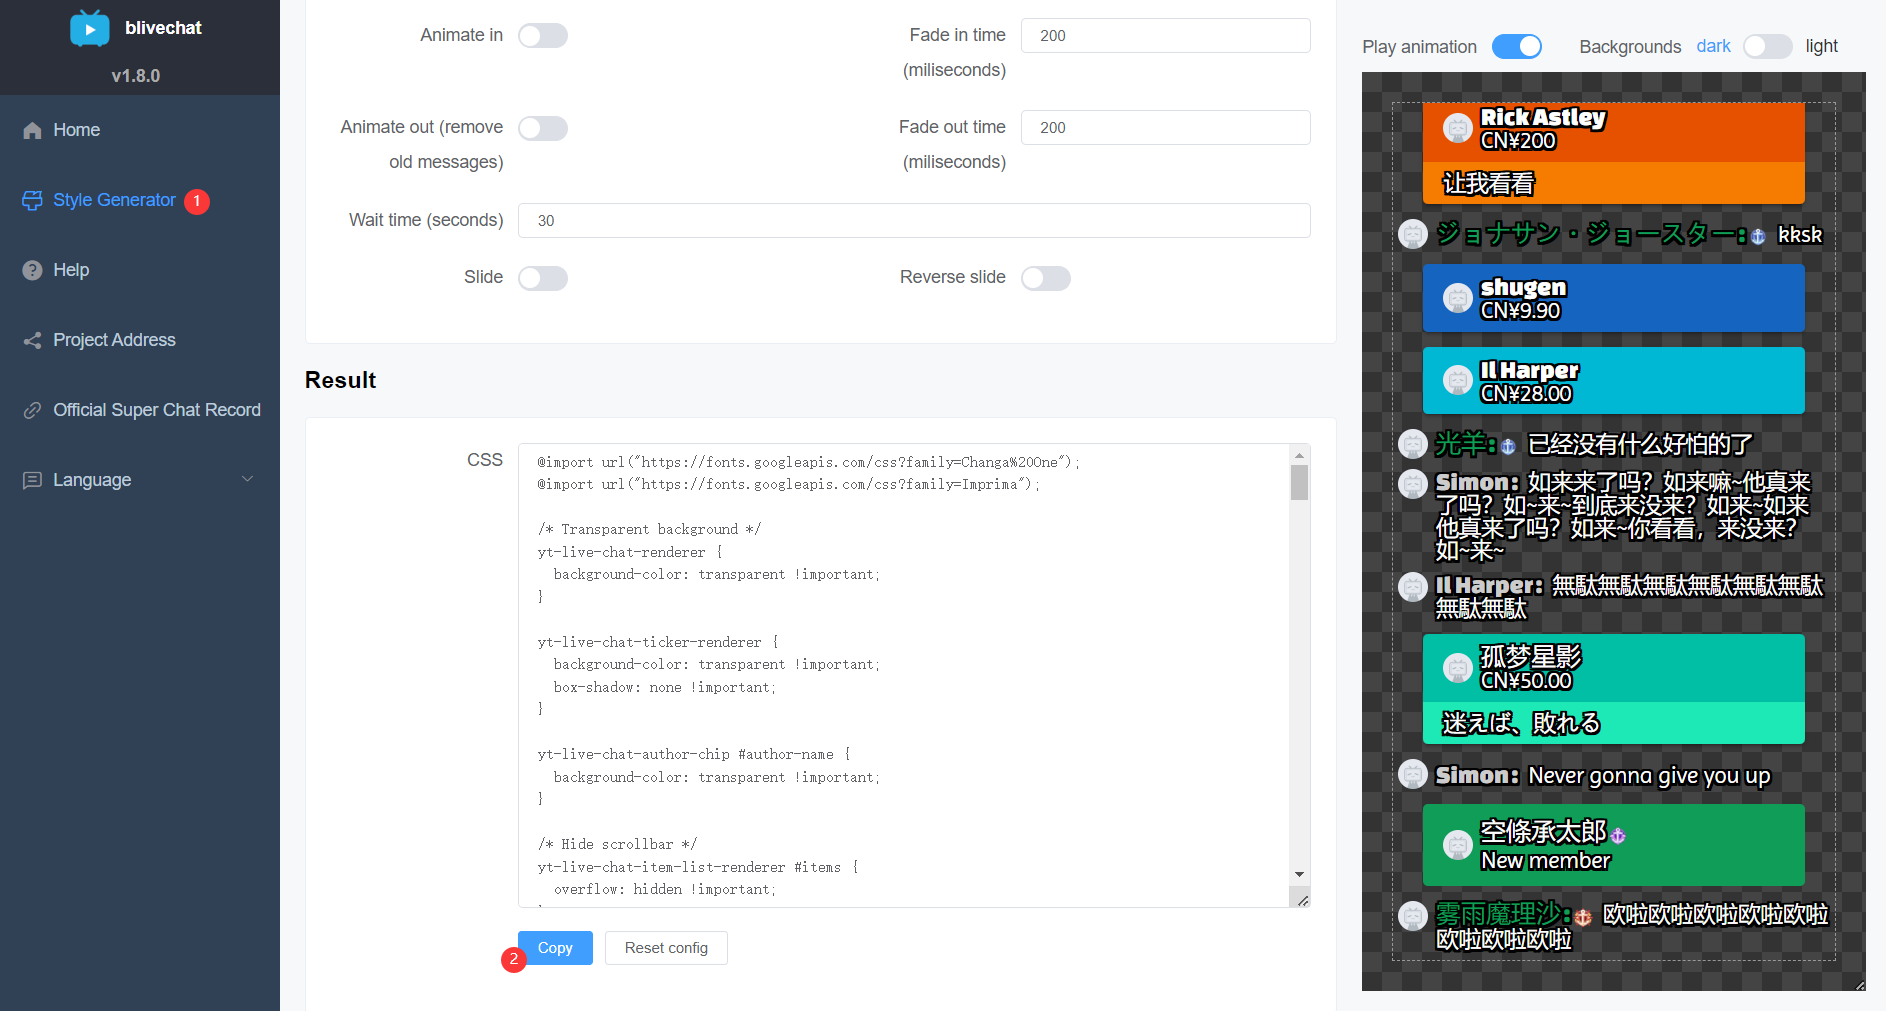 blivechat
v1.8.0
Home
Style Generator
1
Help
Project Address
Official Super Chat Record
Language
Animate in
Fade in time
(miliseconds)
200
Animate out (remove
old messages)
Fade out time
(miliseconds)
200
Wait time (seconds)
30
Slide
Reverse slide
Result
CSS
@import url("https://fonts.googleapis.com/css?family=Changa%20One");
@import url("https://fonts.googleapis.com/css?family=Imprima");
/* Transparent background */
yt-live-chat-renderer {
background-color: transparent !important;
}
yt-live-chat-ticker-renderer {
background-color: transparent !important;
box-shadow: none !important;
}
yt-live-chat-author-chip #author-name {
background-color: transparent !important;
}
/* Hide scrollbar */
yt-live-chat-item-list-renderer #items {
overflow: hidden !important;
2
Copy
Reset config
Play animation
Backgrounds
dark
light
Rick Astley
CN¥200
让我看看
ジョナサン・ジョースター: kksk
shugen
CN¥9.90
Il Harper
CN¥28.00
光羊: 已经没有什么好怕的了
Simon: 如来来了吗？如来嘛~他真来
了吗？如~来~到底来没来？如来~如来
他真来了吗？如来~你看看，来没来？
如~来~
Il Harper: 無駄無駄無駄無駄無駄無駄
無駄無駄
孤梦星影
CN¥50.00
迷えば、敗れる
Simon: Never gonna give you up
空條承太郎
New member
雾雨魔理沙: 欧啦欧啦欧啦欧啦欧啦
欧啦欧啦欧啦